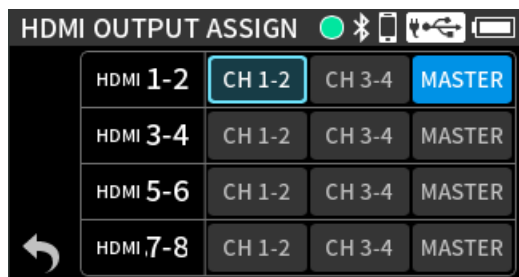 HDMI OUTPUT ASSIGN
HDMI 1-2 CH 1-2 CH 3-4 MASTER
HDMI 3-4 CH 1-2 CH 3-4 MASTER
HDMI 5-6 CH 1-2 CH 3-4 MASTER
HDMI 7-8 CH 1-2 CH 3-4 MASTER